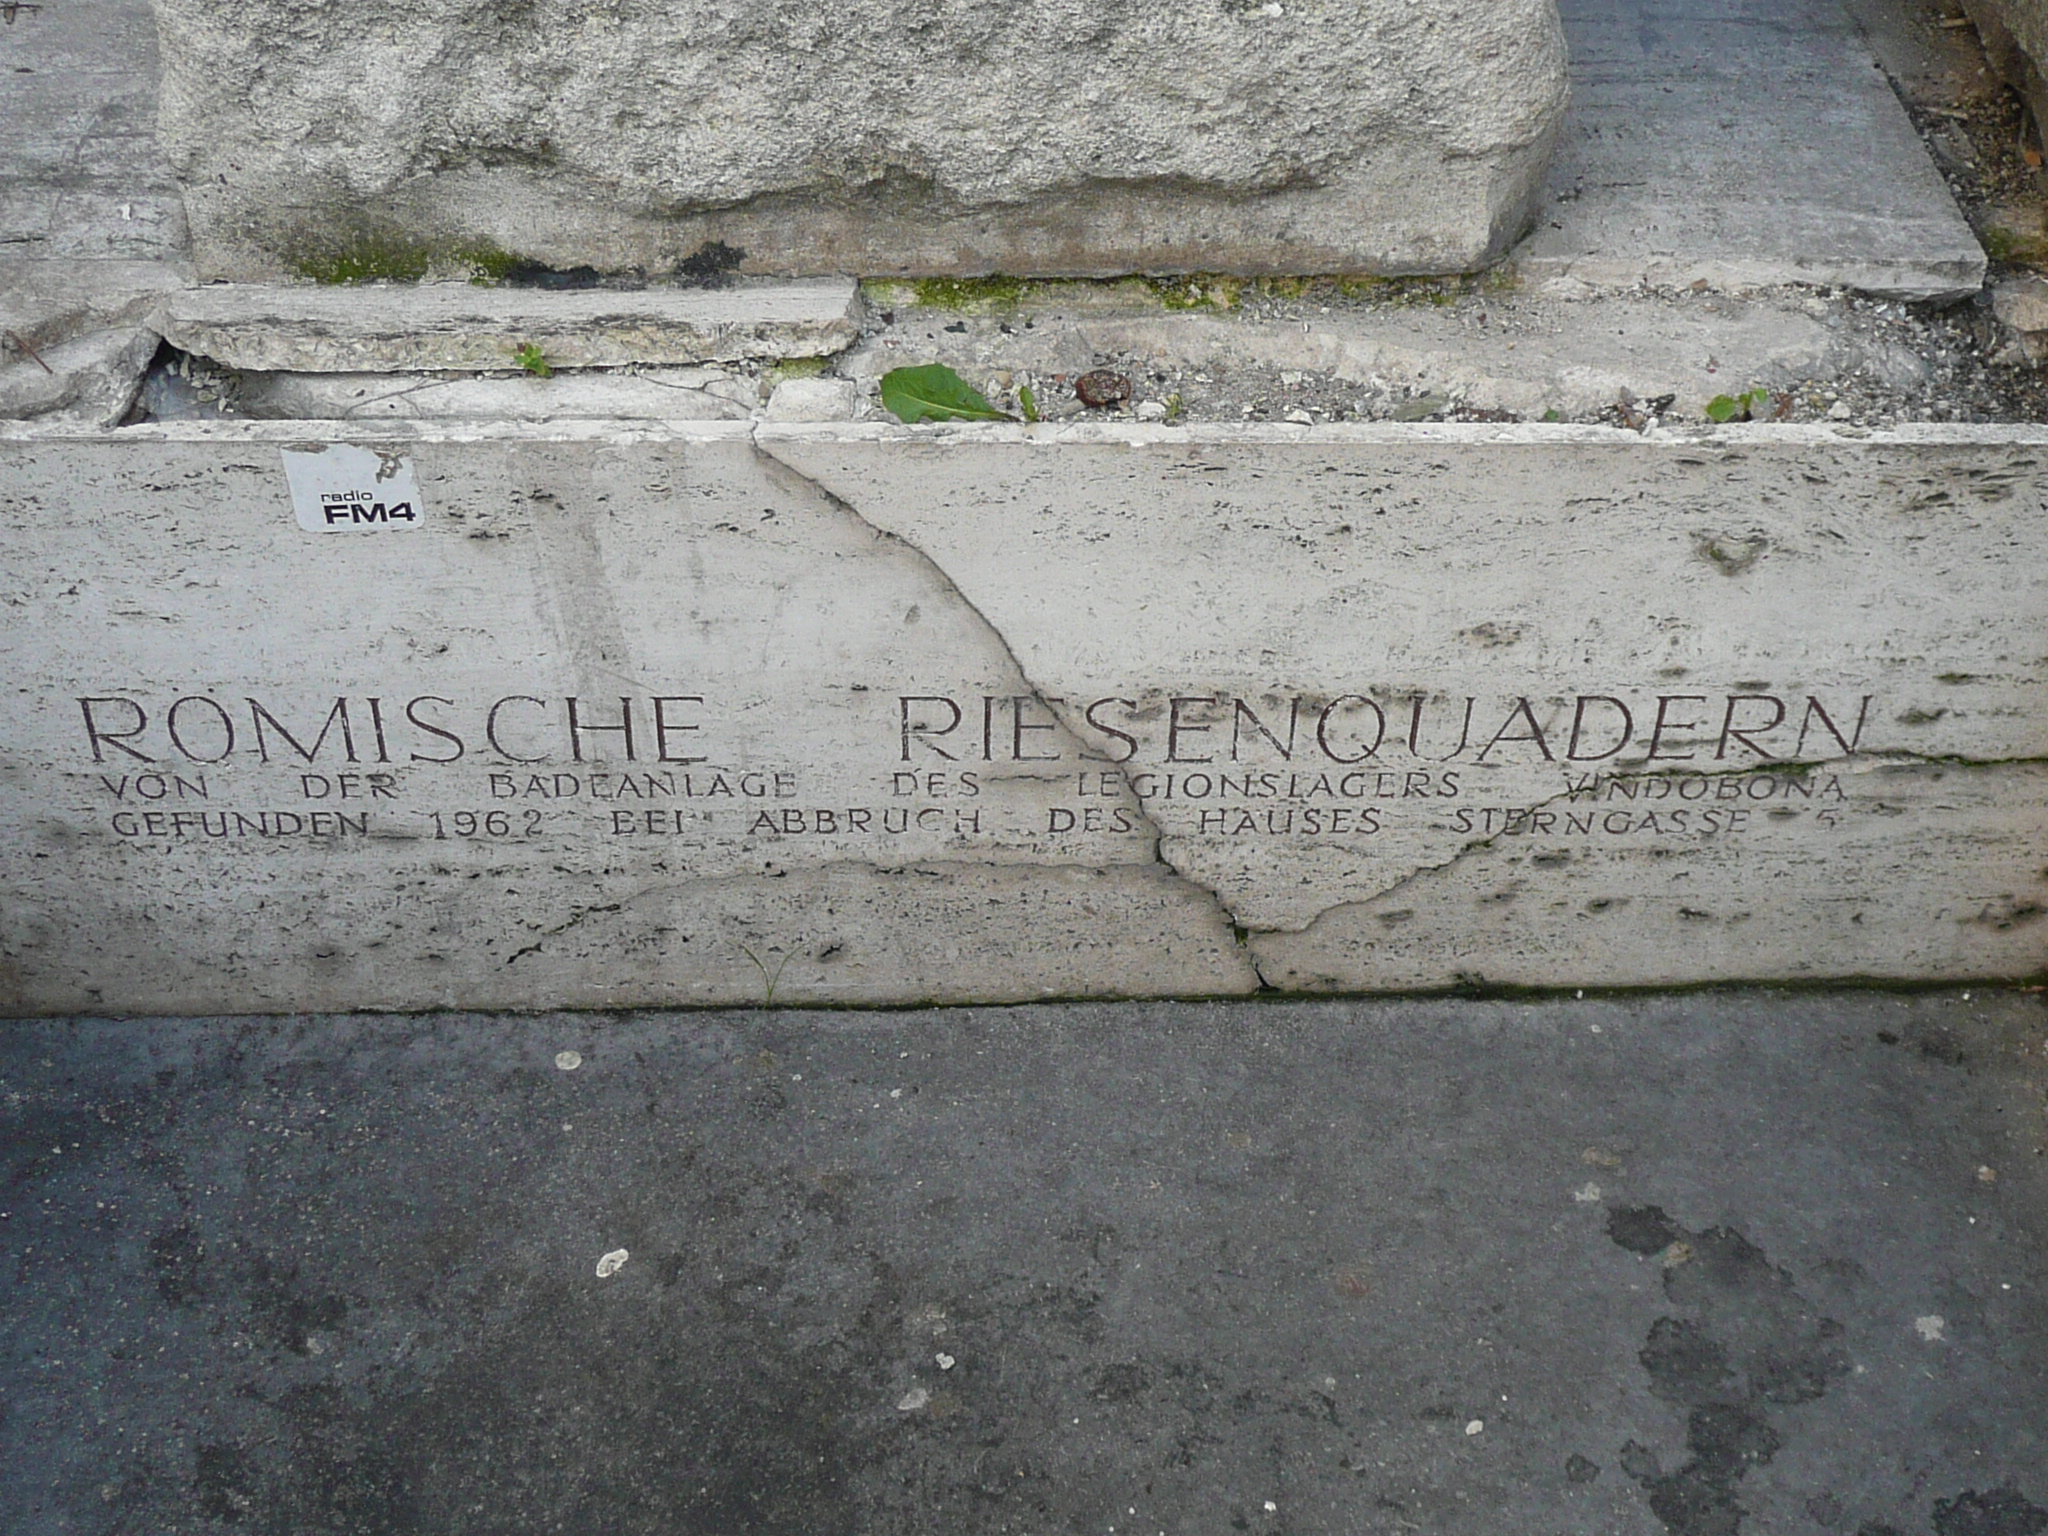 radio
FM4
RÖMISCHE RIESENQUADERN
VON DER BADEANLAGE DES LEGIONSLAGERS VINDOBONA
GEFUNDEN 1962 BEI ABBRUCH DES HAUSES STERNGASSE 5